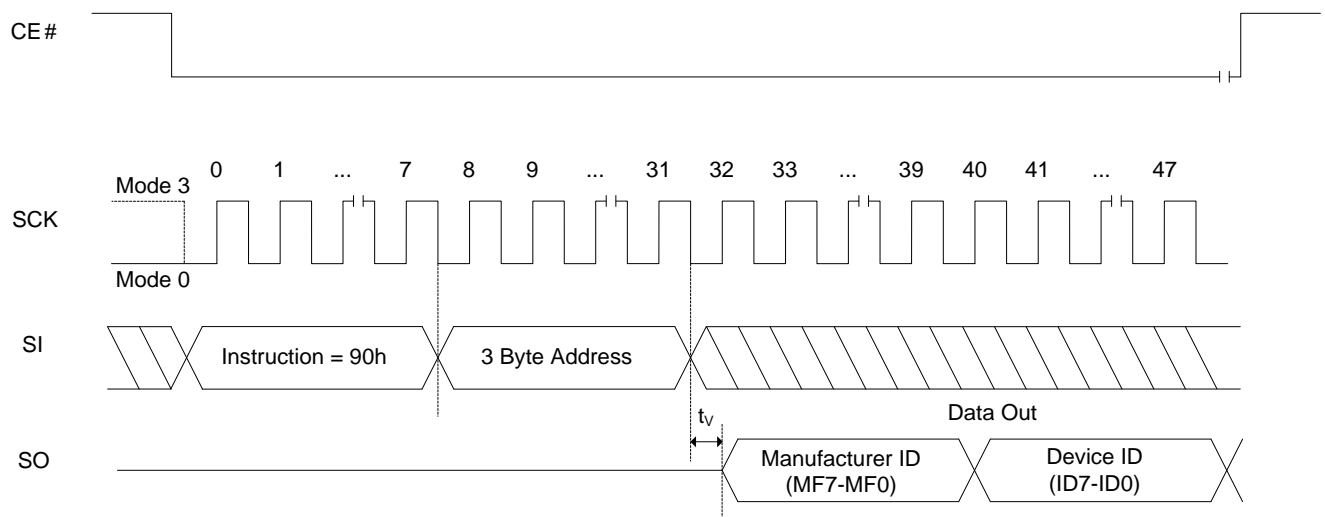 CE #
0 1 ... 7 8 9 ... 31 32 33 ... 39 40 41 ... 47
Mode 3
SCK
Mode 0
SI
Instruction = 90h
3 Byte Address
tV
Data Out
SO
Manufacturer ID
(MF7-MF0)
Device ID
(ID7-ID0)